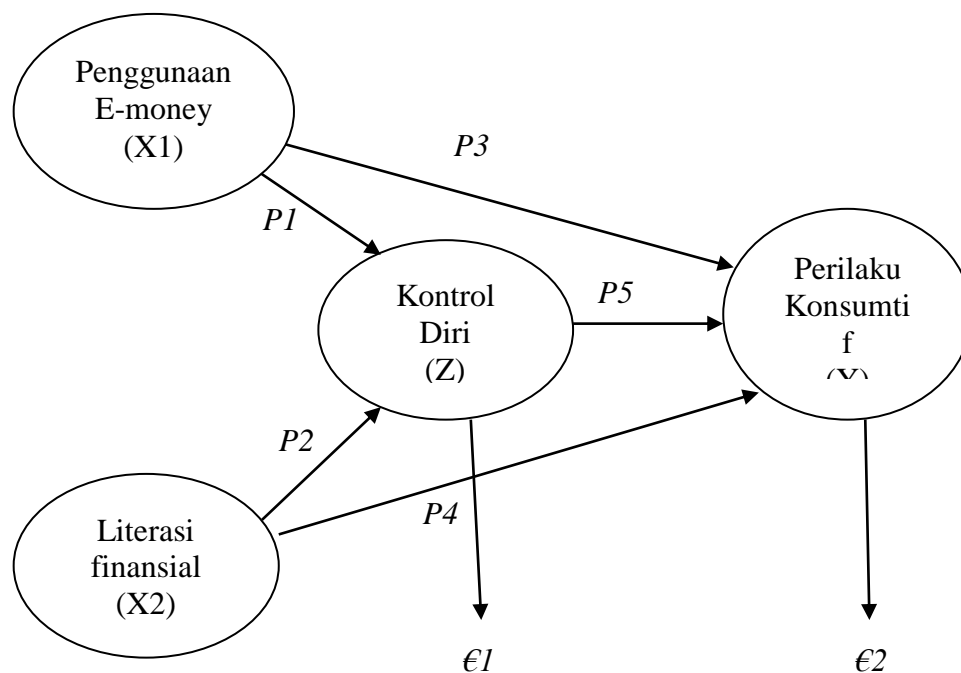 Penggunaan
E-money
(X1)
P3
P1
Kontrol
Diri
(Z)
P5
Perilaku
Konsumti
f
P2
P4
Literasi
finansial
(X2)
€1
€2